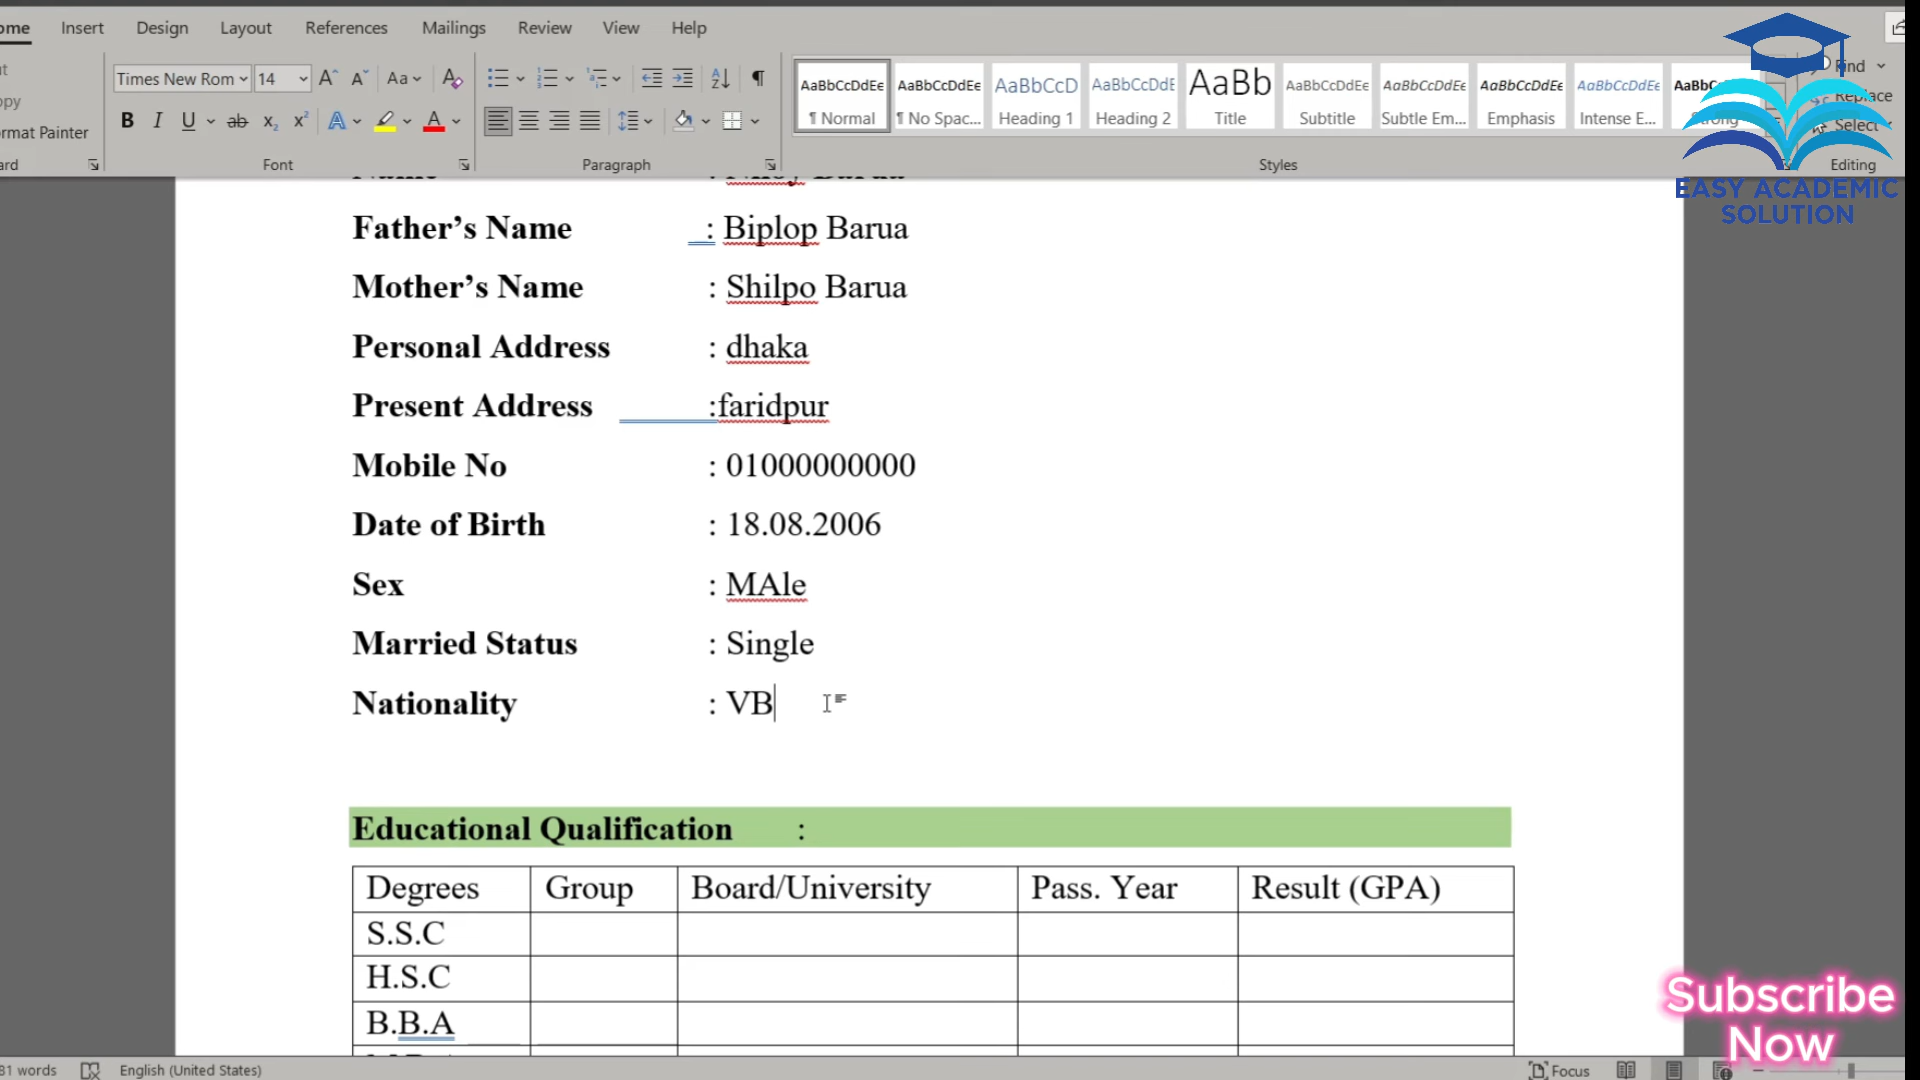 Insert Design Layout References Mailings Review View Help
Times New Rom 14 Aa
Find
Replace
Select
Format Painter
AaBbCcDdEe AaBbCcDdEe AaBbCcD AaBbCcDdE AaBb AaBbCcDdEe AaBbCcDdEe AaBbCcDdEe AaBbCcDdEe
¶ Normal ¶ No Spac... Heading 1 Heading 2 Title Subtitle Subtle Em... Emphasis Intense E... Strong
Font Paragraph Styles Editing
EASY ACADEMIC
SOLUTION
Father's Name : Biplop Barua
Mother's Name : Shilpo Barua
Personal Address : dhaka
Present Address :faridpur
Mobile No : 01000000000
Date of Birth : 18.08.2006
Sex : MAle
Married Status : Single
Nationality : VB
Educational Qualification :
Degrees Group Board/University Pass. Year Result (GPA)
S.S.C
H.S.C
B.B.A
Subscribe
Now
words English (United States) Focus